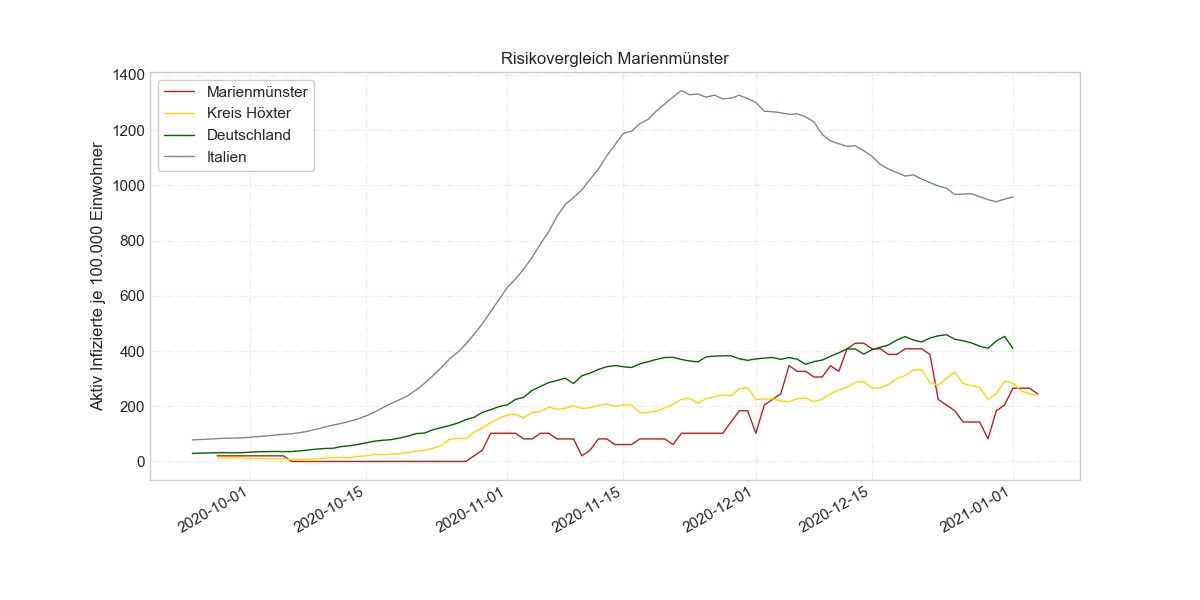 Risikovergleich Marienmünster
Marienmünster
Kreis Höxter
Deutschland
Italien
Aktiv Infizierte je 100.000 Einwohner
1400
1200
1000
800
600
400
200
0
2020-10-01
2020-10-15
2020-11-01
2020-11-15
2020-12-01
2020-12-15
2021-01-01